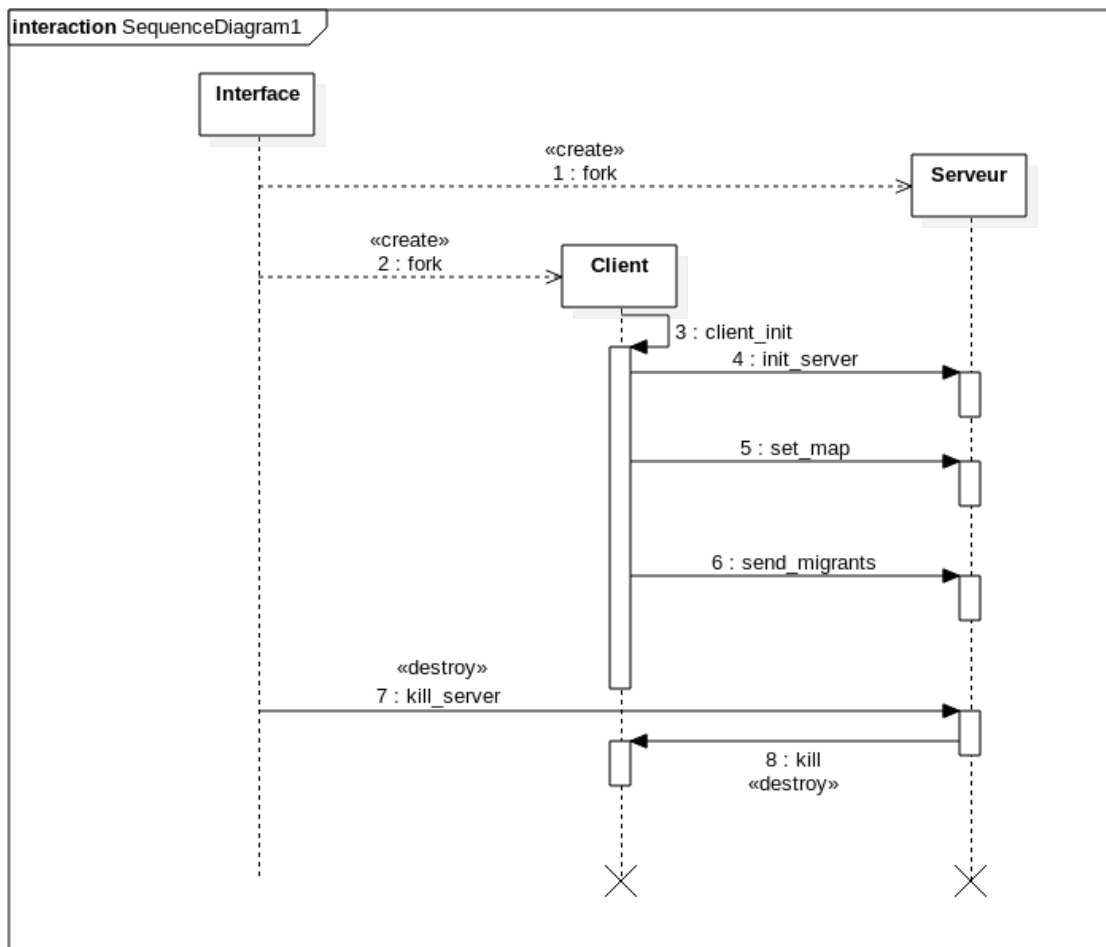 interaction SequenceDiagram1
Interface
«create»
1 : fork
Serveur
«create»
2 : fork
Client
3 : client_init
4 : init_server
5 : set_map
6 : send_migrants
«destroy»
7 : kill_server
8 : kill
«destroy»